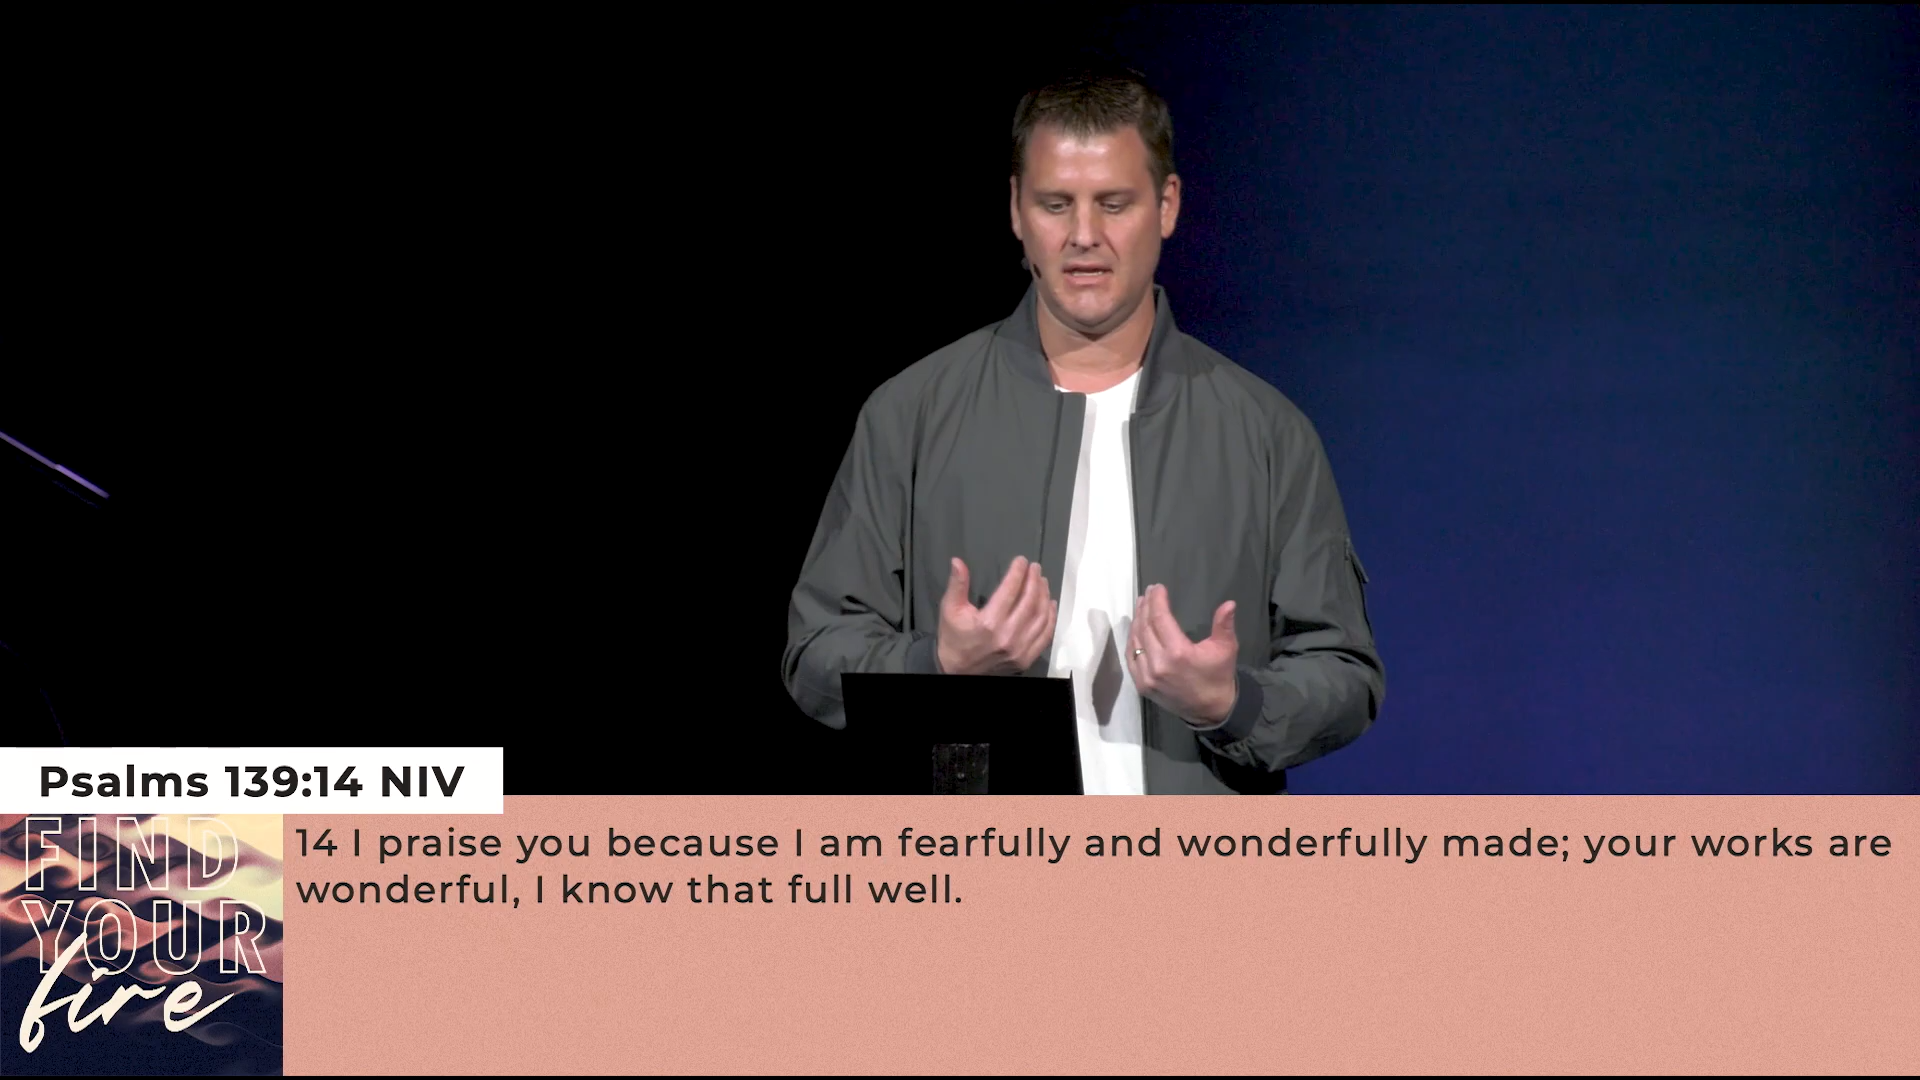 Psalms 139:14 NIV
FIND
YOUR
fire
14 I praise you because I am fearfully and wonderfully made; your works are
wonderful, I know that full well.